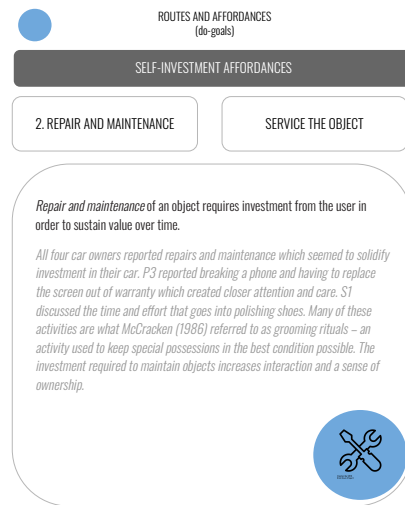 ROUTES AND AFFORDANCES
(do-goals)
SELF-INVESTMENT AFFORDANCES
2. REPAIR AND MAINTENANCE
SERVICE THE OBJECT
Repair and maintenance of an object requires investment from the user in
order to sustain value over time.
All four car owners reported repairs and maintenance which seemed to solidify
investment in their car. P3 reported breaking a phone and having to replace
the screen out of warranty which created closer attention and care. S1
discussed the time and effort that goes into polishing shoes. Many of these
activities are what McCracken (1986) referred to as grooming rituals – an
activity used to keep special possessions in the best condition possible. The
investment required to maintain objects increases interaction and a sense of
ownership.